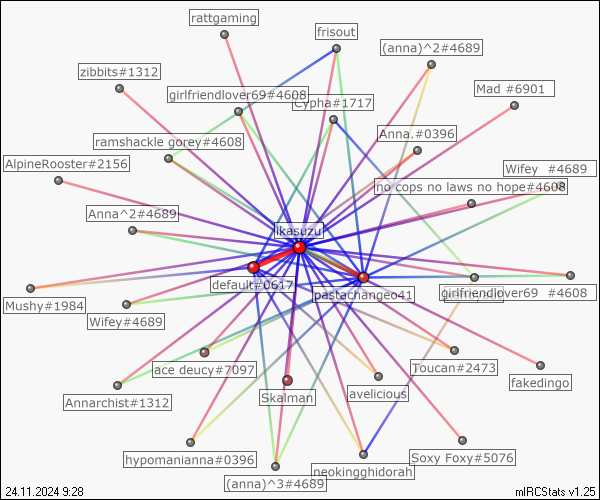 rattgaming
frisout
(anna)^2#4689
zibbits#1312
girlfriendlover69#4608
Cypha#1717
Mad #6901
ramshackle gorey#4608
Anna.#0396
AlpineRooster#2156
Wifey #4689
no cops no laws no hope#4608
Anna^2#4689
ikasuzu
default#0617
pastachangeo41
girlfriendlover69 #4608
Mushy#1984
Wifey#4689
ace deucy#7097
Toucan#2473
fakedingo
Annarchist#1312
Skalman
avelicious
hypomanianna#0396
Soxy Foxy#5076
neokingghidorah
(anna)^3#4689
24.11.2024 9:28
mIRCStats v1.25